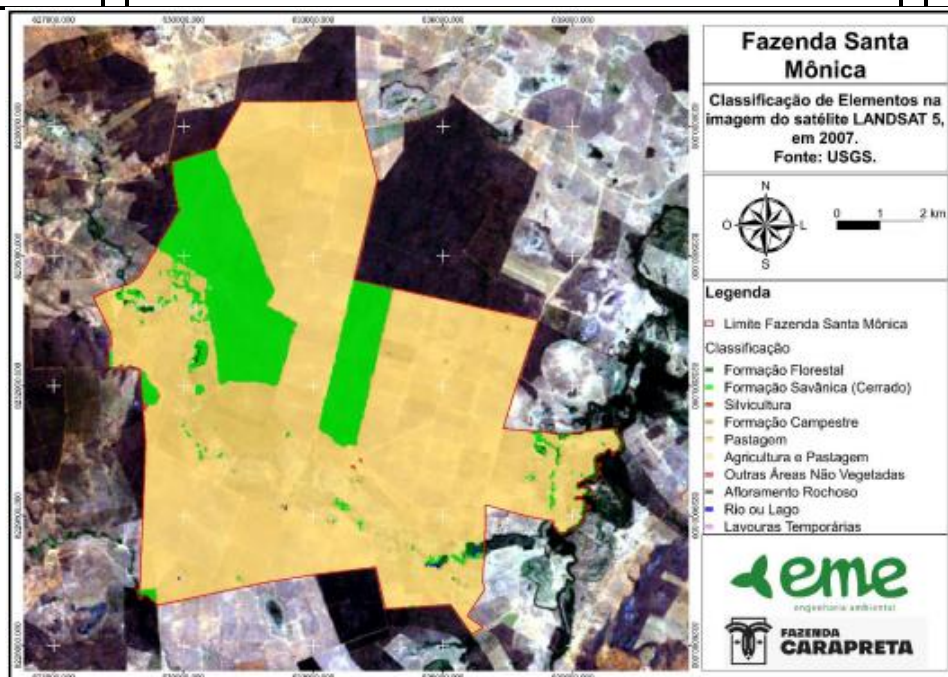 Fazenda Santa
Mônica
Classificação de Elementos na
imagem do satélite LANDSAT 5,
em 2007.
Fonte: USGS.
N
O
L
S
0 1 2 km
Legenda
Limite Fazenda Santa Mônica
Classificação
Formação Florestal
Formação Savânica (Cerrado)
Silvicultura
Formação Campestre
Pastagem
Agricultura e Pastagem
Outras Áreas Não Vegetadas
Afloramento Rochoso
Rio ou Lago
Lavouras Temporárias
eme
engenharia ambiental
FAZENDA
CARAPRETA